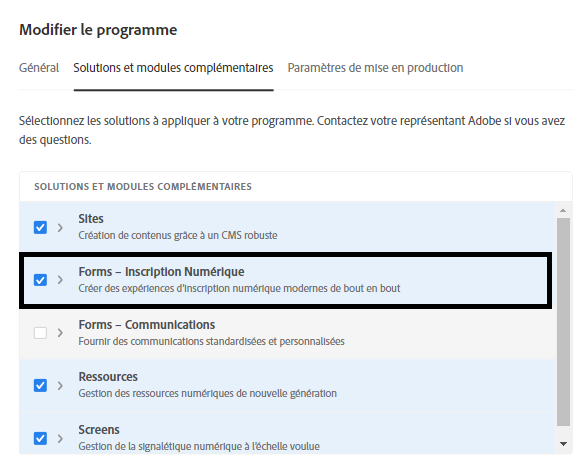 Modifier le programme
Général Solutions et modules complémentaires Paramètres de mise en production
Sélectionnez les solutions à appliquer à votre programme. Contactez votre représentant Adobe si vous avez
des questions.
SOLUTIONS ET MODULES COMPLÉMENTAIRES
Sites
Création de contenus grâce à un CMS robuste
Forms – Inscription Numérique
Créer des expériences d'inscription numérique modernes de bout en bout
Forms – Communications
Fournir des communications standardisées et personnalisées
Ressources
Gestion des ressources numériques de nouvelle génération
Screens
Gestion de la signalétique numérique à l'échelle voulue